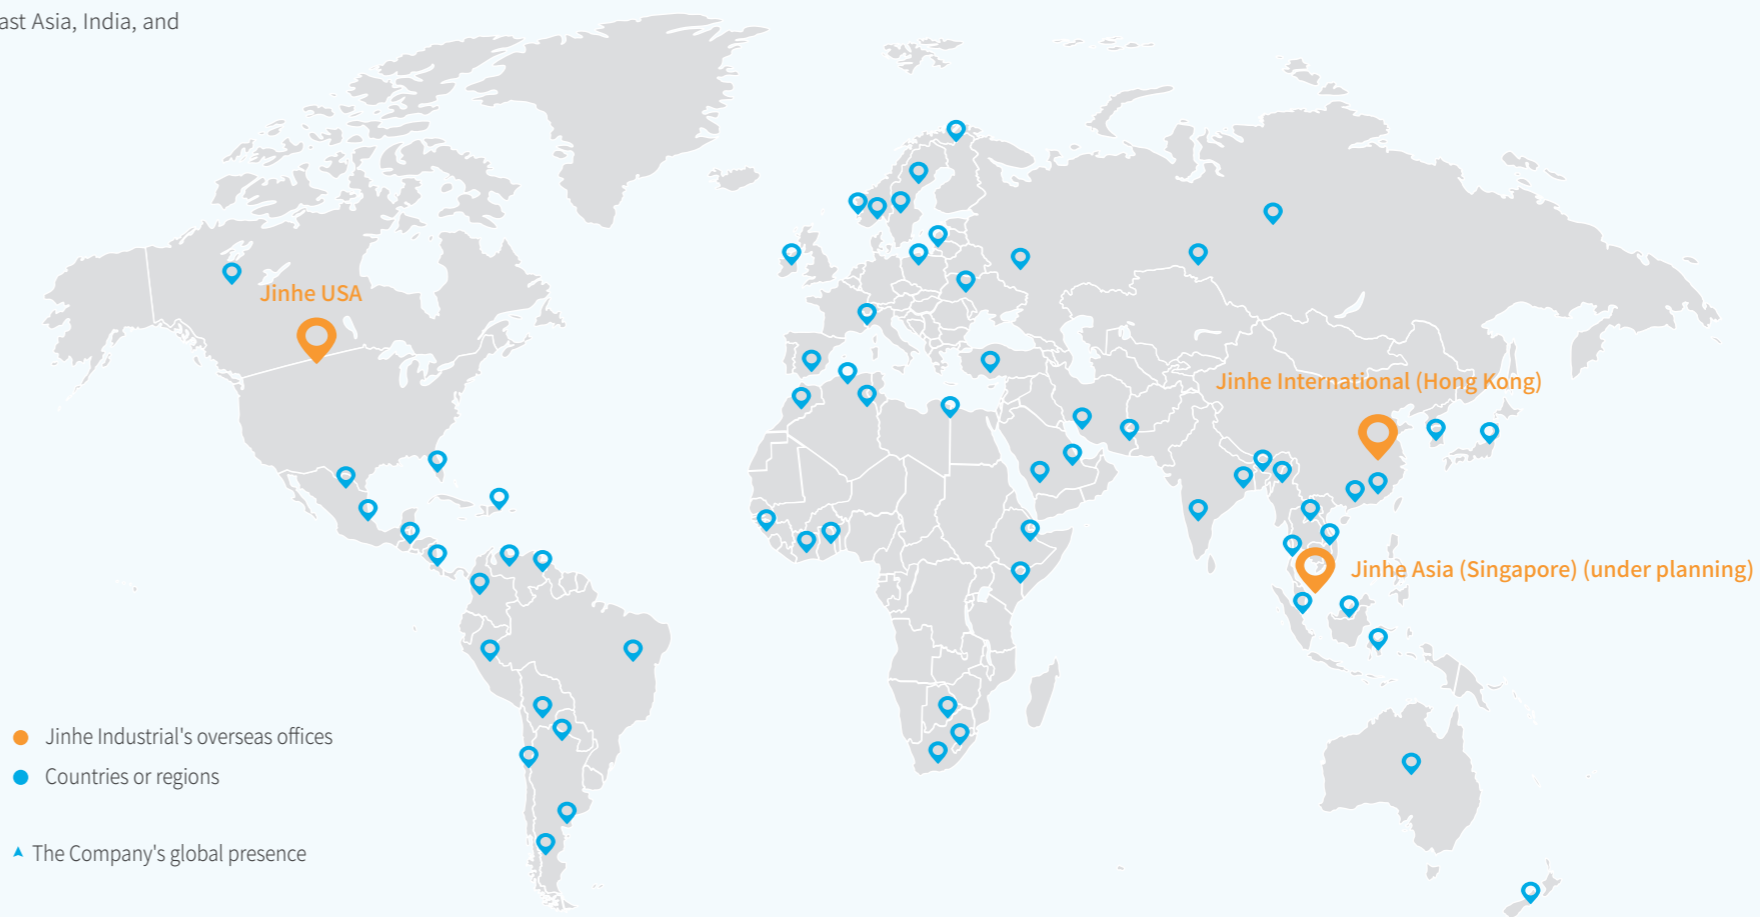 ast Asia, India, and
Jinhe USA
Jinhe International (Hong Kong)
Jinhe Asia (Singapore) (under planning)
Jinhe Industrial's overseas offices
Countries or regions
The Company's global presence